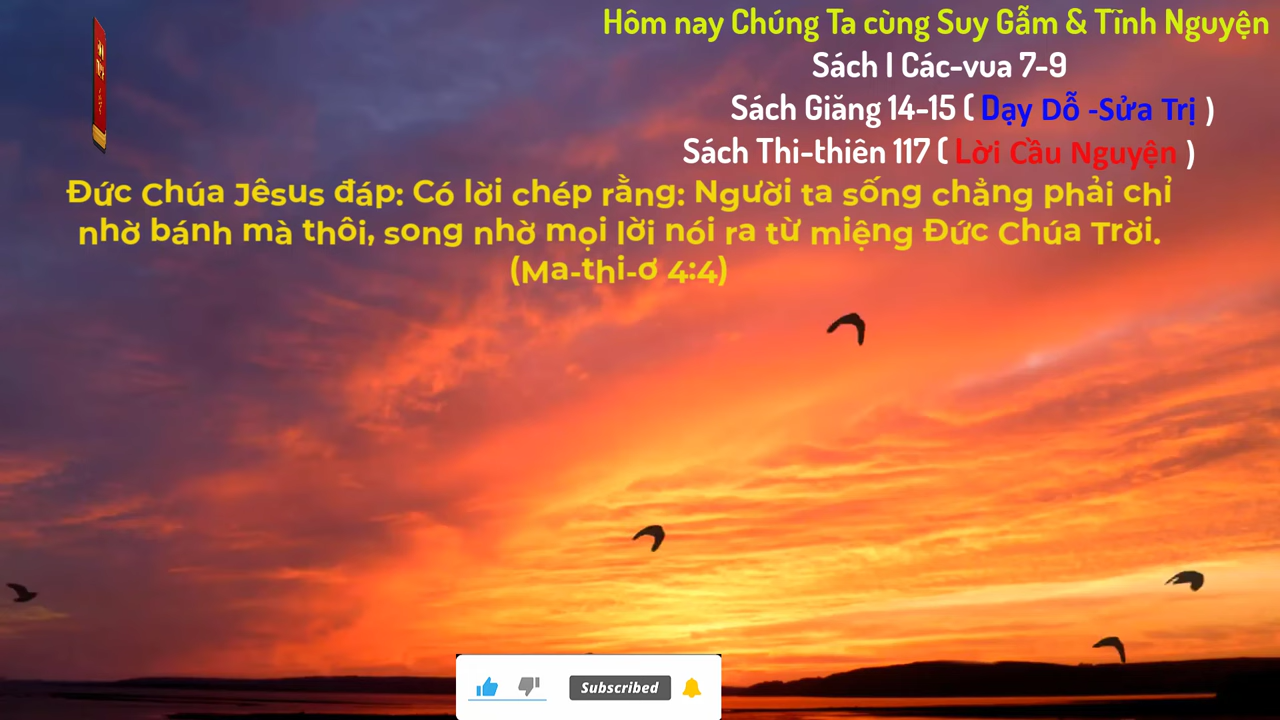 Hôm nay Chúng Ta cùng Suy Gẫm & Tĩnh Nguyện
Sách I Các-vua 7-9
Sách Giăng 14-15 ( Dạy Dỗ -Sửa Trị )
Sách Thi-thiên 117 ( Lời Cầu Nguyện )
Đức Chúa Jêsus đáp: Có lời chép rằng: Người ta sống chẳng phải chỉ
nhờ bánh mà thôi, song nhờ mọi lời nói ra từ miệng Đức Chúa Trời.
(Ma-thi-ơ 4:4)
Subscribed